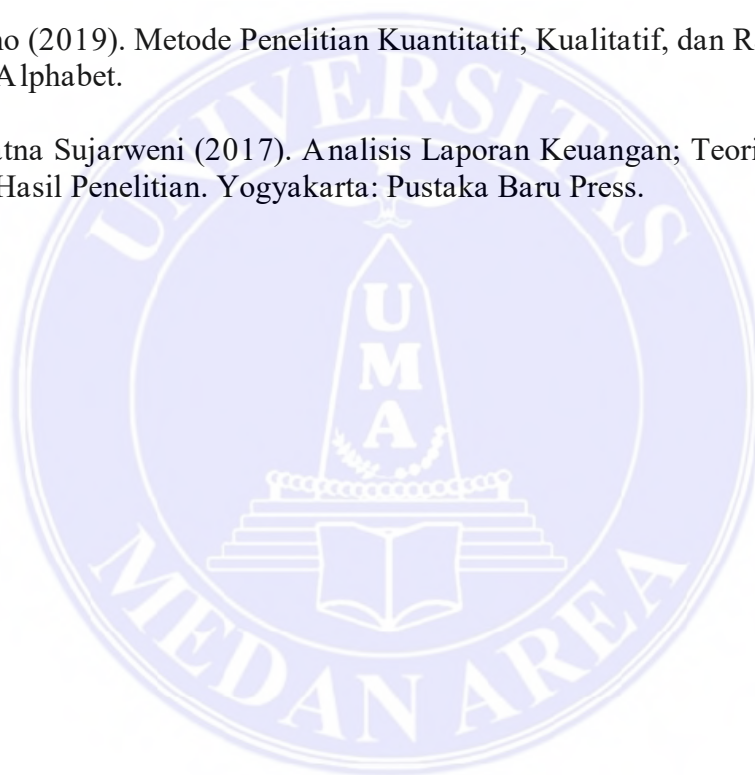 no (2019). Metode Penelitian Kuantitatif, Kualitatif, dan R
Alphabet.
atna Sujarweni (2017). Analisis Laporan Keuangan; Teori
Hasil Penelitian. Yogyakarta: Pustaka Baru Press.
UNIVERSITAS
U
M
A
MEDAN AREA